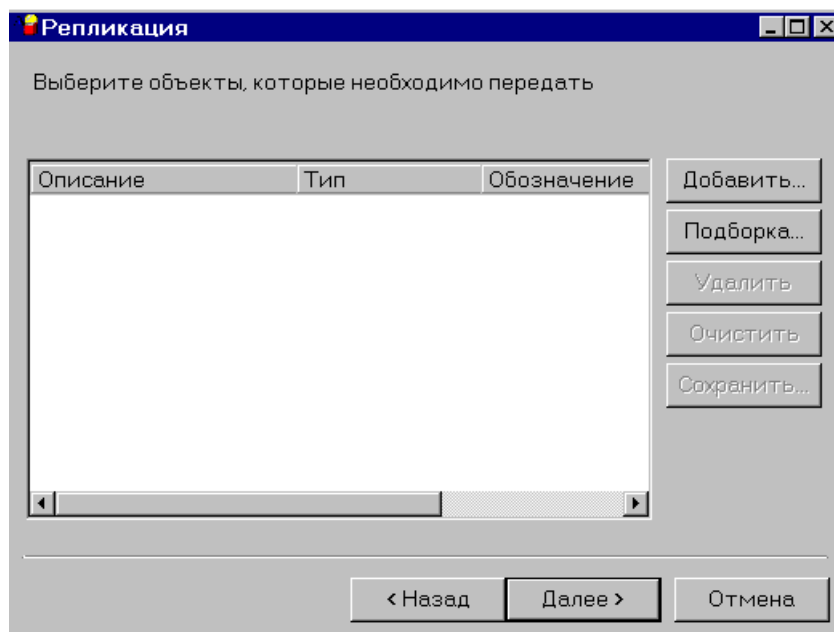 Репликация
Выберите объекты, которые необходимо передать
Описание Тип Обозначение
Добавить...
Подборка...
Удалить
Очистить
Сохранить...
< Назад Далее > Отмена